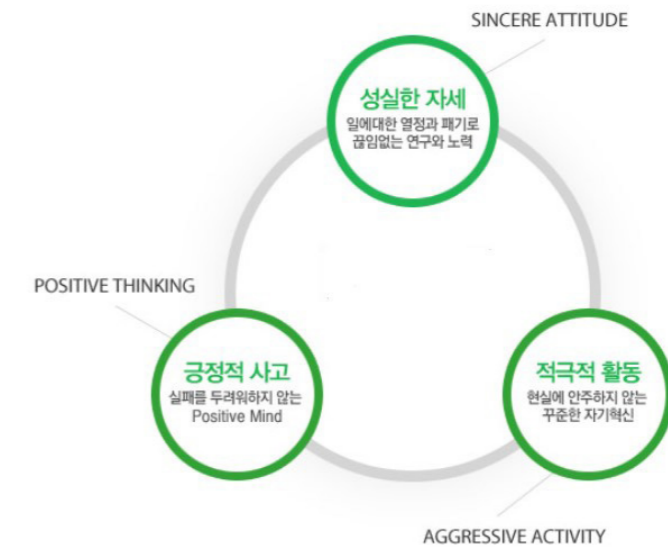 SINCERE ATTITUDE
성실한 자세
일에대한 열정과 패기로
끊임없는 연구와 노력
POSITIVE THINKING
긍정적 사고
실패를 두려워하지 않는
Positive Mind
적극적 활동
현실에 안주하지 않는
꾸준한 자기혁신
AGGRESSIVE ACTIVITY